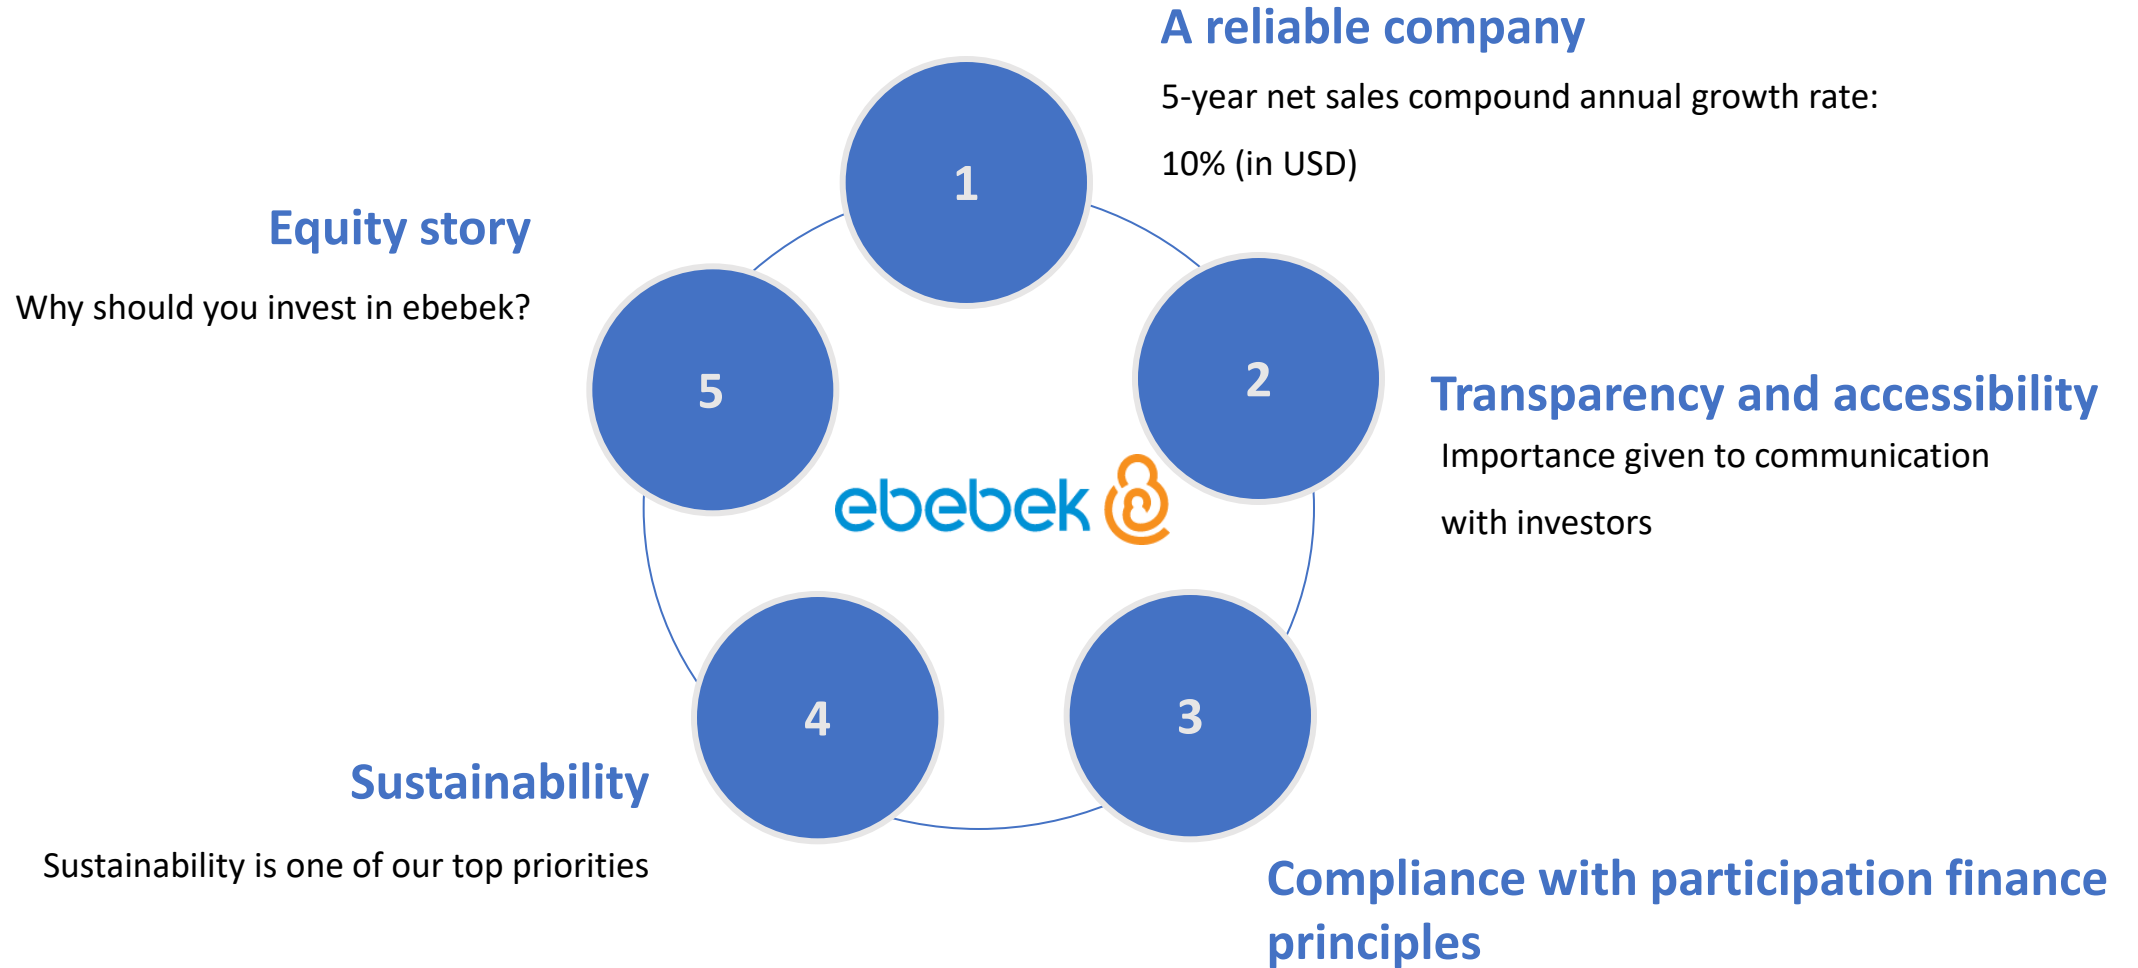 A reliable company
5-year net sales compound annual growth rate:
10% (in USD)
1
Equity story
Why should you invest in ebebek?
5
2
Transparency and accessibility
Importance given to communication
with investors
ebebek
4
3
Sustainability
Sustainability is one of our top priorities
Compliance with participation finance
principles